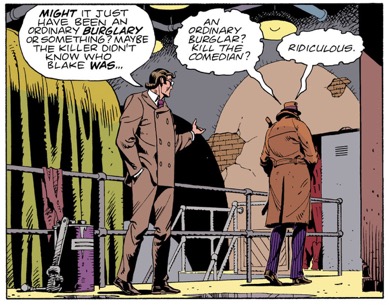 MIGHT IT JUST
HAVE BEEN AN
ORDINARY BURGLARY
OR SOMETHING? MAYBE
THE KILLER DIDN'T
KNOW WHO
BLAKE WAS...
AN
ORDINARY
BURGLAR?
KILL THE
COMEDIAN?
RIDICULOUS.